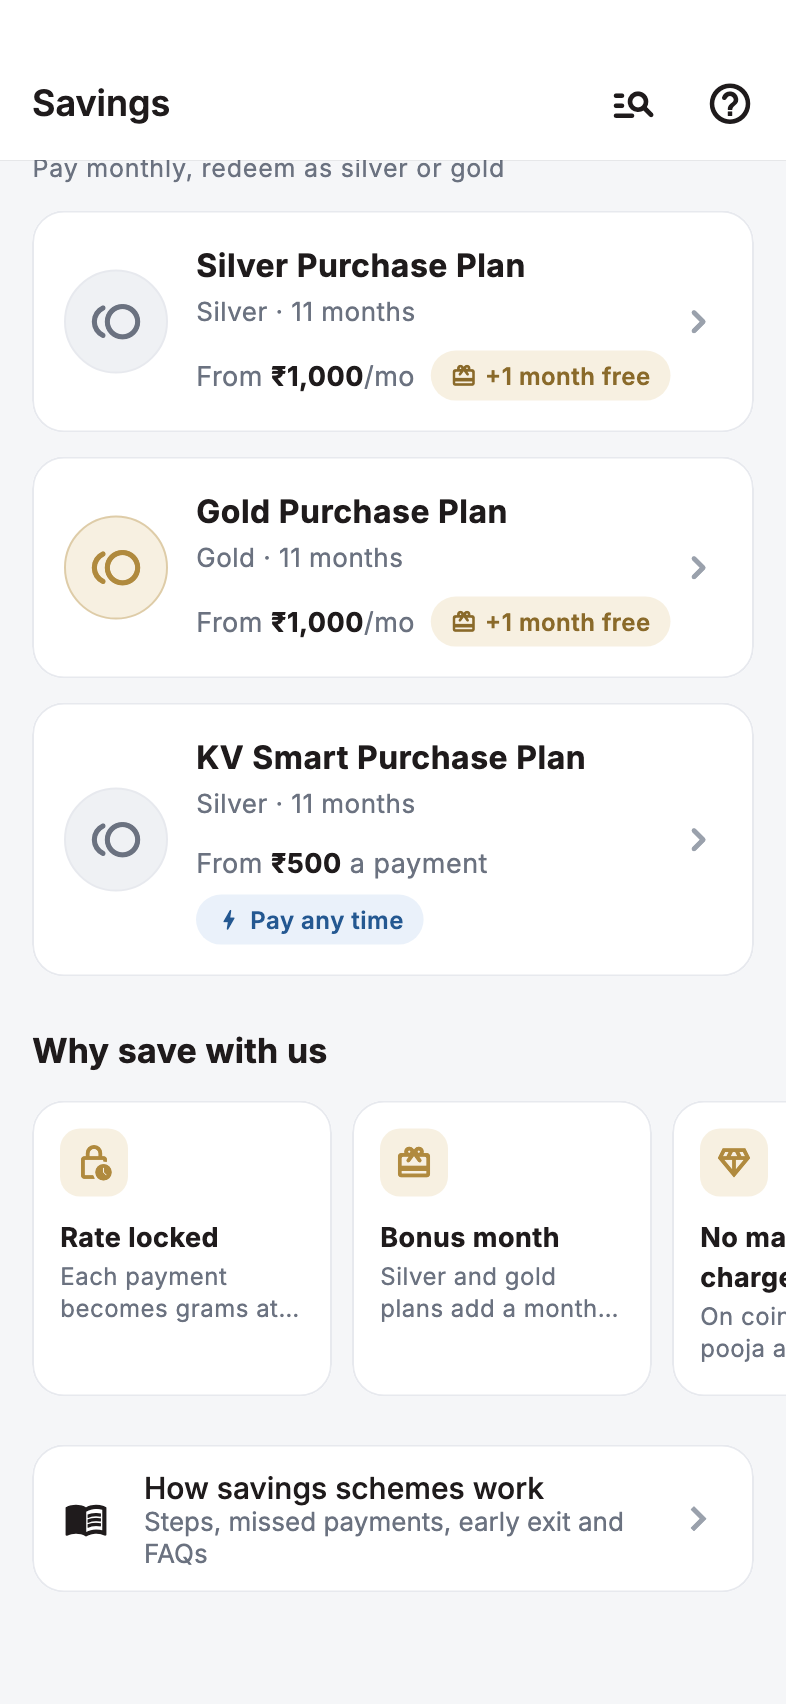 Savings
Pay monthly, redeem as silver or gold
Silver Purchase Plan
Silver · 11 months
From ₹1,000/mo
+1 month free
Gold Purchase Plan
Gold · 11 months
From ₹1,000/mo
+1 month free
KV Smart Purchase Plan
Silver · 11 months
From ₹500 a payment
Pay any time
Why save with us
Rate locked
Each payment
becomes grams at...
Bonus month
Silver and gold
plans add a month...
No
On
pooja
How savings schemes work
Steps, missed payments, early exit and
FAQs